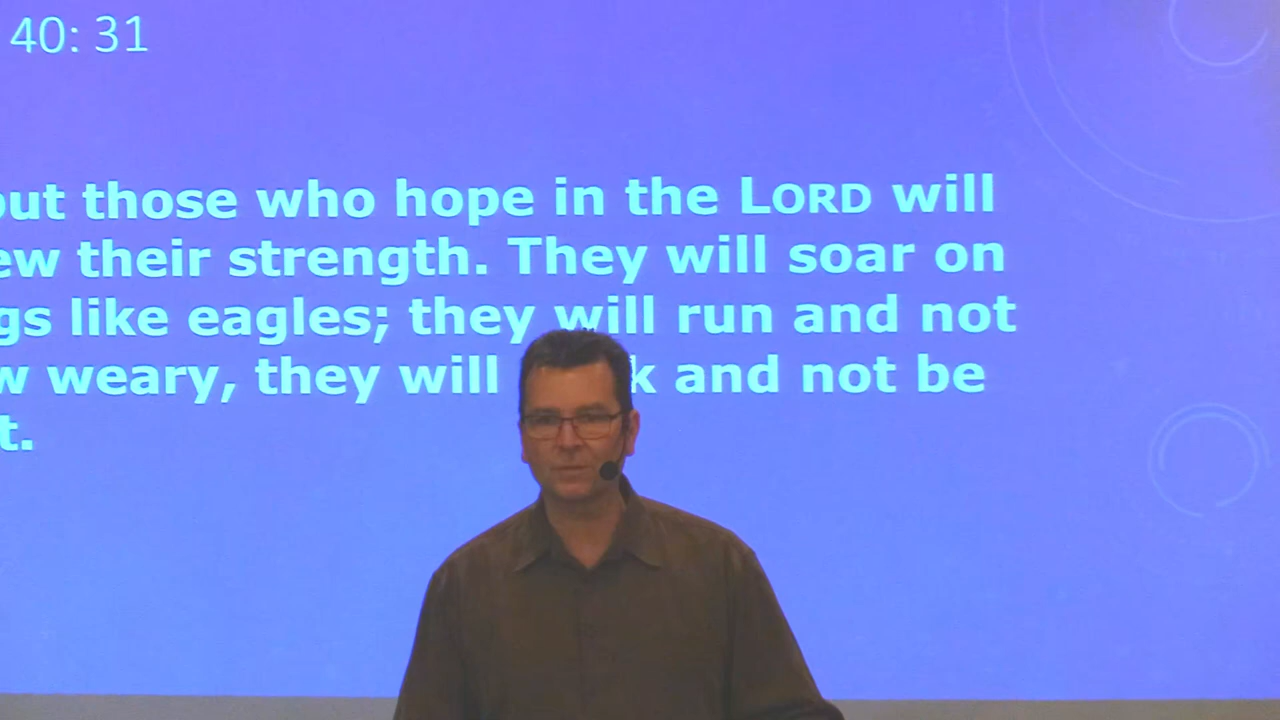 40: 31
out those who hope in the LORD will
ew their strength. They will soar on
gs like eagles; they will run and not
w weary, they will k and not be
t.